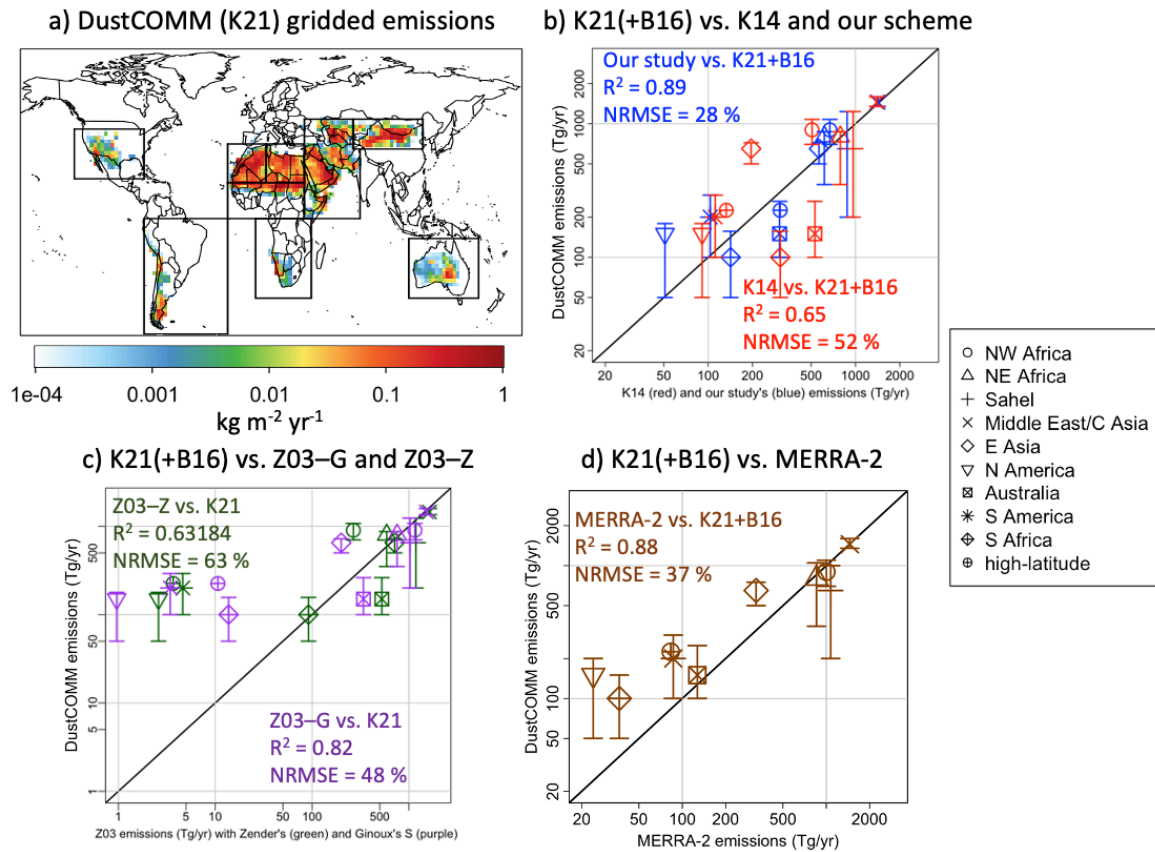 a) DustCOMM (K21) gridded emissions
1e-04 0.001 0.01 0.1 1
kg m⁻² yr⁻¹
b) K21(+B16) vs. K14 and our scheme
Our study vs. K21+B16
R² = 0.89
NRMSE = 28 %
K14 vs. K21+B16
R² = 0.65
NRMSE = 52 %
DustCOMM emissions (Tg/yr)
2000
1000
500
200
100
50
20
20 50 100 200 500 1000 2000
K14 (red) and our study's (blue) emissions (Tg/yr)
NW Africa
NE Africa
Sahel
Middle East/C Asia
E Asia
N America
Australia
S America
S Africa
high-latitude
c) K21(+B16) vs. Z03–G and Z03–Z
Z03–Z vs. K21
R² = 0.63184
NRMSE = 63 %
Z03–G vs. K21
R² = 0.82
NRMSE = 48 %
DustCOMM emissions (Tg/yr)
500
50
10
5
1
1 5 10 50 100 500
Z03 emissions (Tg/yr) with Zender's (green) and Ginoux's S (purple)
d) K21(+B16) vs. MERRA-2
MERRA-2 vs. K21+B16
R² = 0.88
NRMSE = 37 %
DustCOMM emissions (Tg/yr)
2000
500
200
100
50
20
20 50 100 200 500 2000
MERRA-2 emissions (Tg/yr)